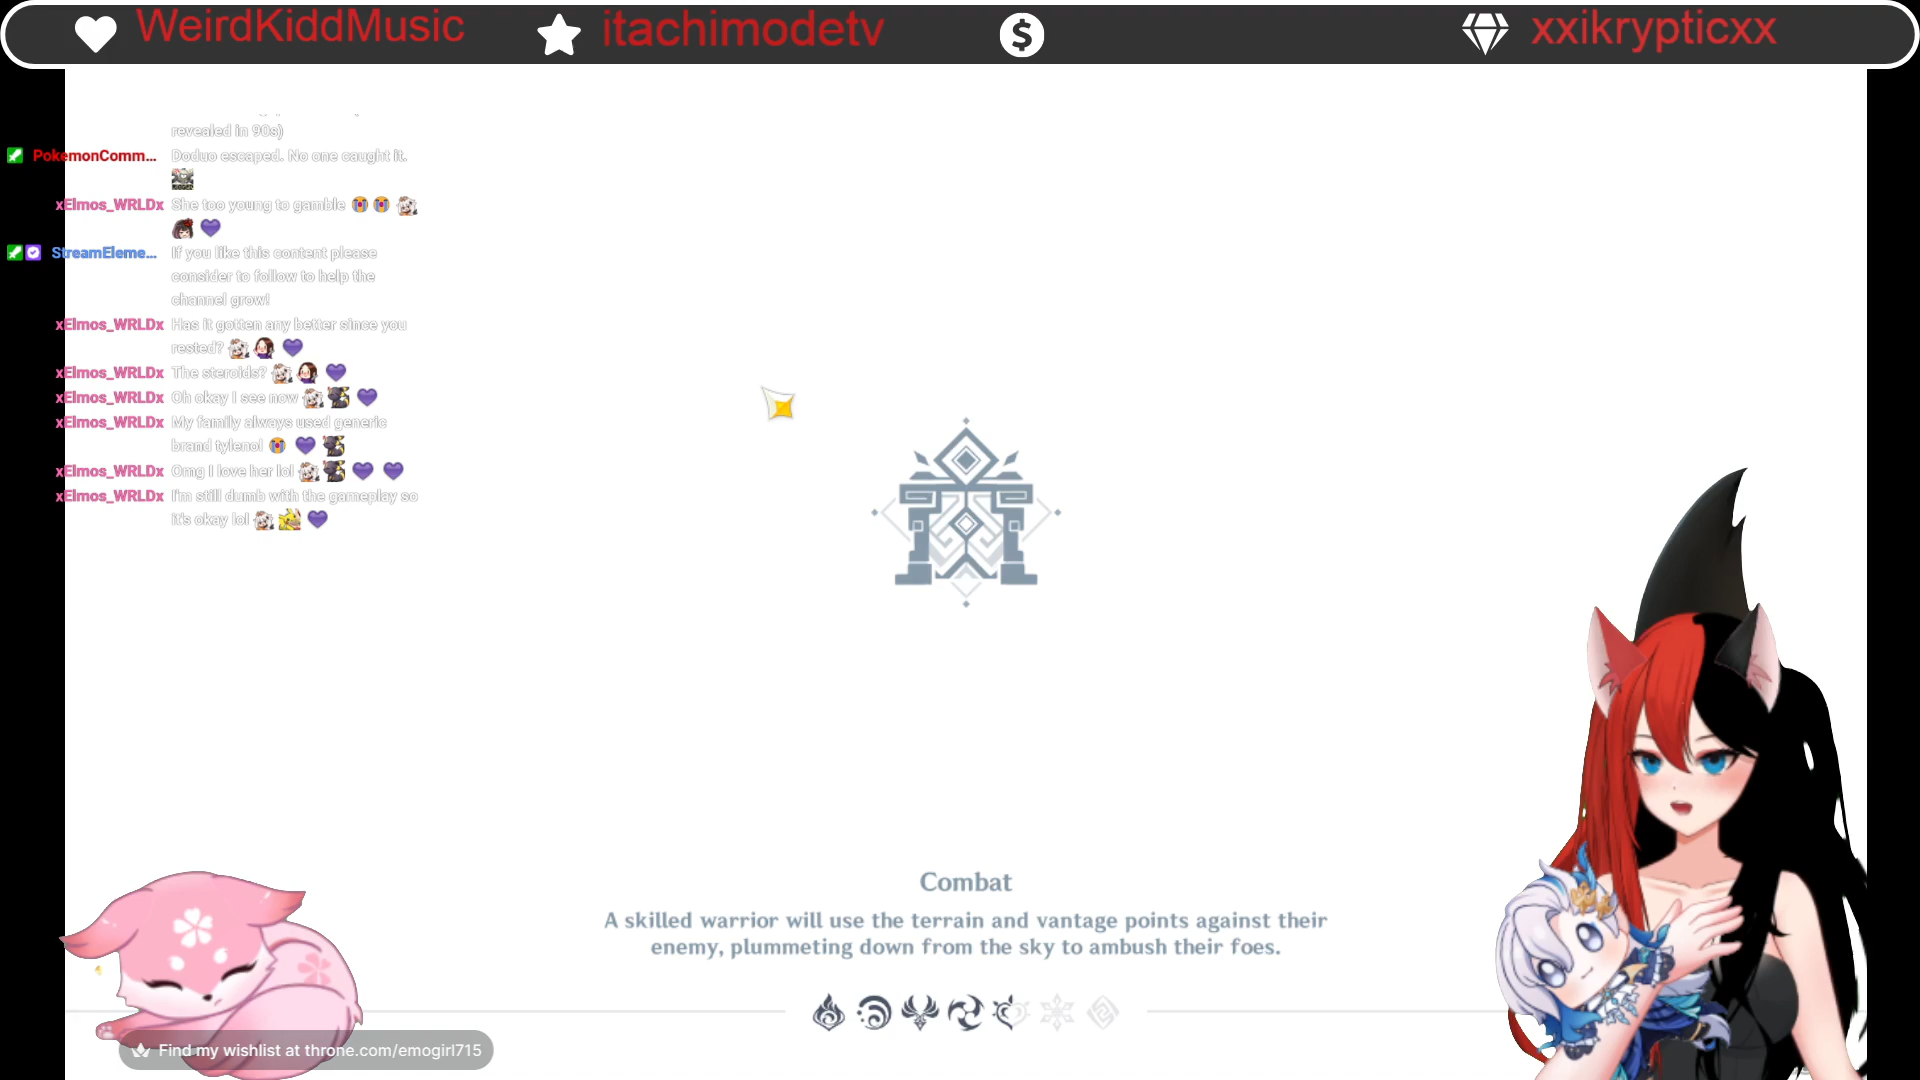 WeirdKiddMusic
itachimodetv
xxikrypticxx
revealed in 90s)
PokemonComm... Doduo escaped. No one caught it.
xElmos_WRLDx She too young to gamble
StreamEleme... If you like this content please
consider to follow to help the
channel grow!
xElmos_WRLDx Has it gotten any better since you
rested?
xElmos_WRLDx The steroids?
xElmos_WRLDx Oh okay I see now
xElmos_WRLDx My family always used generic
brand tylenol
xElmos_WRLDx Omg I love her lol
xElmos_WRLDx I'm still dumb with the gameplay so
it's okay lol
Combat
A skilled warrior will use the terrain and vantage points against their
enemy, plummeting down from the sky to ambush their foes.
Find my wishlist at throne.com/emogirl715